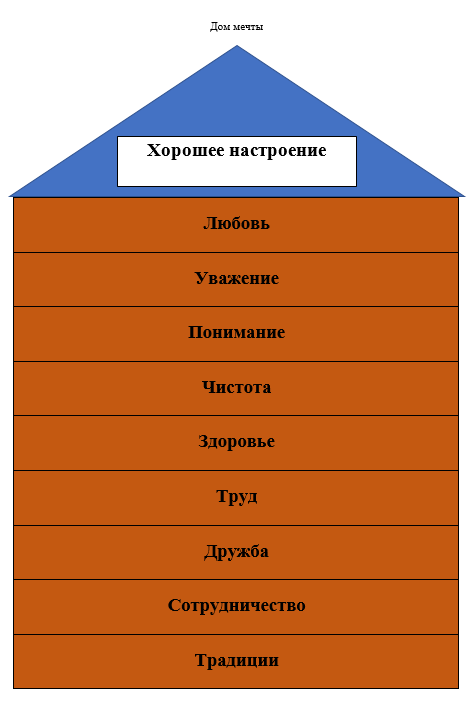 Дом мечты
Хорошее настроение
Любовь
Уважение
Понимание
Чистота
Здоровье
Труд
Дружба
Сотрудничество
Традиции